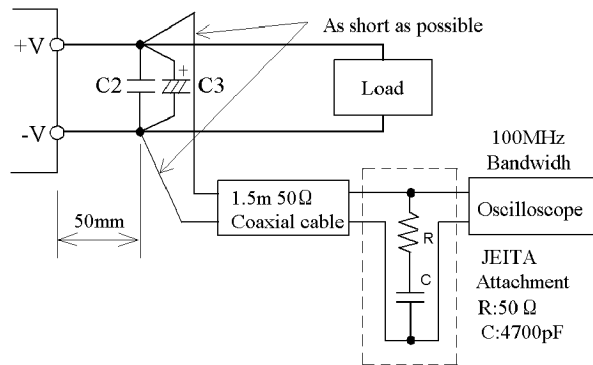 As short as possible
+V
C2
+
C3
Load
-V
50mm
1.5m 50Ω
Coaxial cable
R
C
100MHz
Bandwidh
Oscilloscope
JEITA
Attachment
R:50 Ω
C:4700pF